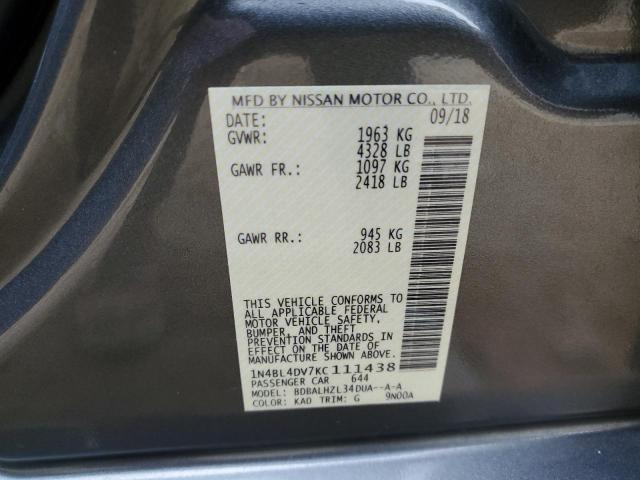 MFD BY NISSAN MOTOR CO., LTD.
DATE: 09/18
GVWR: 1963 KG
4328 LB
GAWR FR.: 1097 KG
2418 LB
GAWR RR.: 945 KG
2083 LB
THIS VEHICLE CONFORMS TO
ALL APPLICABLE FEDERAL
MOTOR VEHICLE SAFETY,
BUMPER, AND THEFT
PREVENTION STANDARDS IN
EFFECT ON THE DATE OF
MANUFACTURE SHOWN ABOVE.
1N4BL4DV7KC111438
PASSENGER CAR 644
MODEL: BDBALHZL34DUA--A-A
COLOR: KAD TRIM: G 9N00A